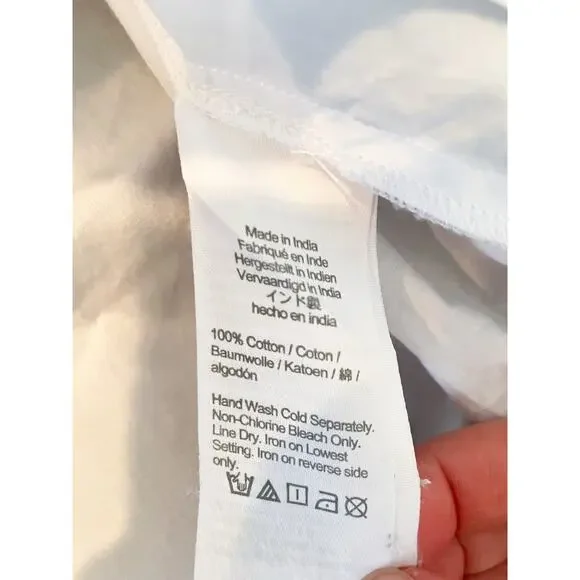 Made in India
Fabriqué en Inde
Hergestellt in Indien
Vervaardigd in India
インド製
hecho en india
100% Cotton / Coton /
Baumwolle / Katoen / 綿 /
algodón
Hand Wash Cold Separately.
Non-Chlorine Bleach Only.
Line Dry. Iron on Lowest
Setting. Iron on reverse side
only.